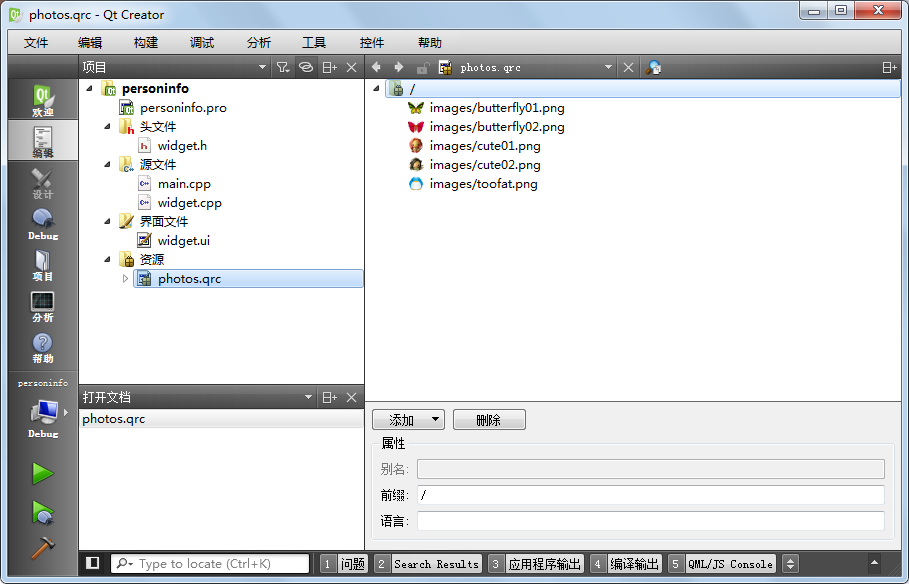 photos.qrc - Qt Creator
文件 编辑 构建 调试 分析 工具 控件 帮助
项目
photos.qrc
Qt
欢迎
编辑
设计
Debug
项目
分析
帮助
personinfo
Debug
personinfo
personinfo.pro
头文件
widget.h
源文件
main.cpp
widget.cpp
界面文件
widget.ui
资源
photos.qrc
打开文档
photos.qrc
/
images/butterfly01.png
images/butterfly02.png
images/cute01.png
images/cute02.png
images/toofat.png
添加 删除
属性
别名:
前缀: /
语言:
Type to locate (Ctrl+K) 1 问题 2 Search Results 3 应用程序输出 4 编译输出 5 QML/JS Console